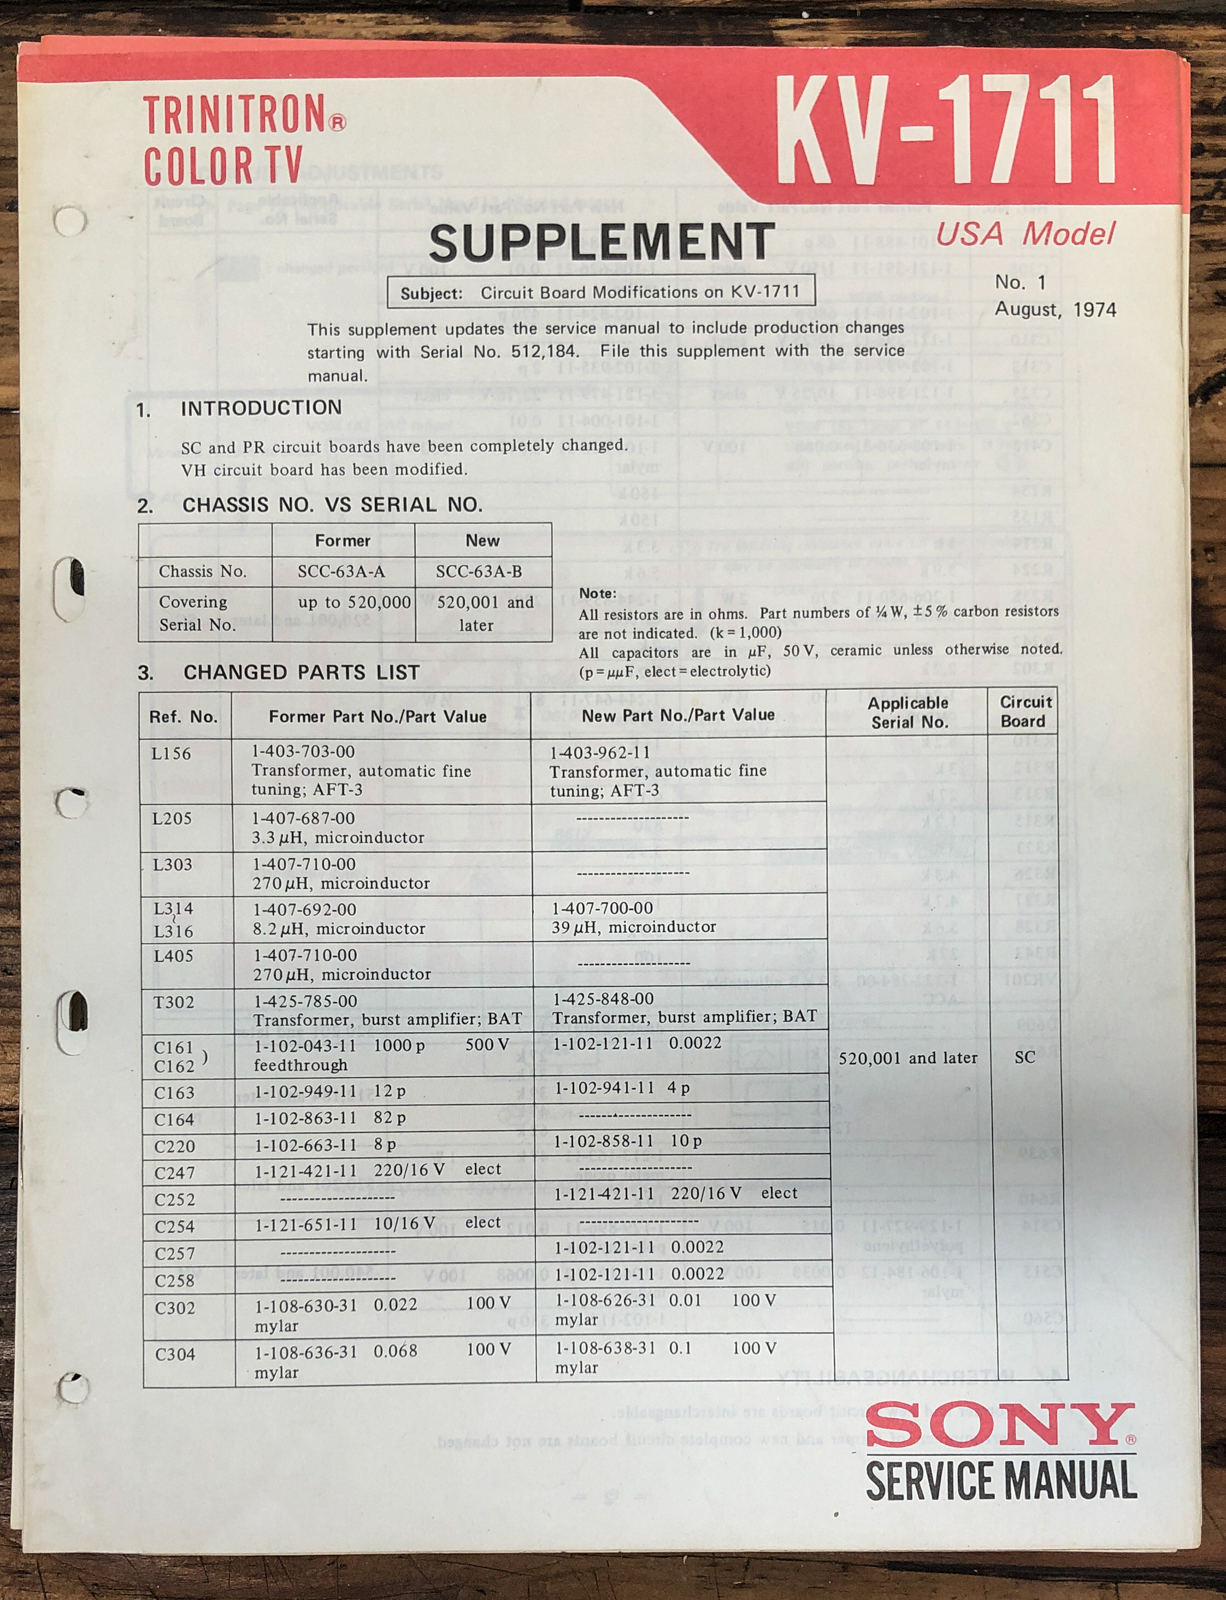 TRINITRON®
COLOR TV
KV-1711
USA Model
SUPPLEMENT
No. 1
August, 1974
Subject: Circuit Board Modifications on KV-1711
This supplement updates the service manual to include production changes
starting with Serial No. 512,184. File this supplement with the service
manual.
1. INTRODUCTION
SC and PR circuit boards have been completely changed.
VH circuit board has been modified.
2. CHASSIS NO. VS SERIAL NO.
Former New
Chassis No. SCC-63A-A SCC-63A-B
Covering up to 520,000 520,001 and
Serial No. later
Note:
All resistors are in ohms. Part numbers of ¼ W, ±5 % carbon resistors
are not indicated. (k = 1,000)
All capacitors are in μF, 50 V, ceramic unless otherwise noted.
(p = μμF, elect = electrolytic)
3. CHANGED PARTS LIST
Ref. No. Former Part No./Part Value New Part No./Part Value Applicable Serial No. Circuit Board
L156 1-403-703-00 1-403-962-11
Transformer, automatic fine Transformer, automatic fine
tuning; AFT-3 tuning; AFT-3
L205 1-407-687-00 --------------------
3.3 μH, microinductor
L303 1-407-710-00 --------------------
270 μH, microinductor
L314 1-407-692-00 1-407-700-00
≀
L316 8.2 μH, microinductor 39 μH, microinductor
L405 1-407-710-00 --------------------
270 μH, microinductor
T302 1-425-785-00 1-425-848-00
Transformer, burst amplifier; BAT Transformer, burst amplifier; BAT
C161 1-102-043-11 1000 p 500 V 1-102-121-11 0.0022
C162 ) feedthrough
520,001 and later SC
C163 1-102-949-11 12 p 1-102-941-11 4 p
C164 1-102-863-11 82 p --------------------
C220 1-102-663-11 8 p 1-102-858-11 10 p
C247 1-121-421-11 220/16 V elect --------------------
C252 -------------------- 1-121-421-11 220/16 V elect
C254 1-121-651-11 10/16 V elect --------------------
C257 -------------------- 1-102-121-11 0.0022
C258 -------------------- 1-102-121-11 0.0022
C302 1-108-630-31 0.022 100 V 1-108-626-31 0.01 100 V
mylar mylar
C304 1-108-636-31 0.068 100 V 1-108-638-31 0.1 100 V
mylar mylar
SONY®
SERVICE MANUAL